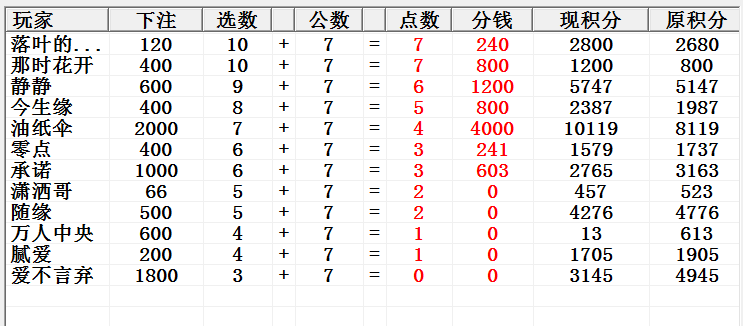 玩家 下注 选数 公数 点数 分钱 现积分 原积分
落叶的... 120 10 + 7 = 7 240 2800 2680
那时花开 400 10 + 7 = 7 800 1200 800
静静 600 9 + 7 = 6 1200 5747 5147
今生缘 400 8 + 7 = 5 800 2387 1987
油纸伞 2000 7 + 7 = 4 4000 10119 8119
零点 400 6 + 7 = 3 241 1579 1737
承诺 1000 6 + 7 = 3 603 2765 3163
潇洒哥 66 5 + 7 = 2 0 457 523
随缘 500 5 + 7 = 2 0 4276 4776
万人中央 600 4 + 7 = 1 0 13 613
腻爱 200 4 + 7 = 1 0 1705 1905
爱不言弃 1800 3 + 7 = 0 0 3145 4945